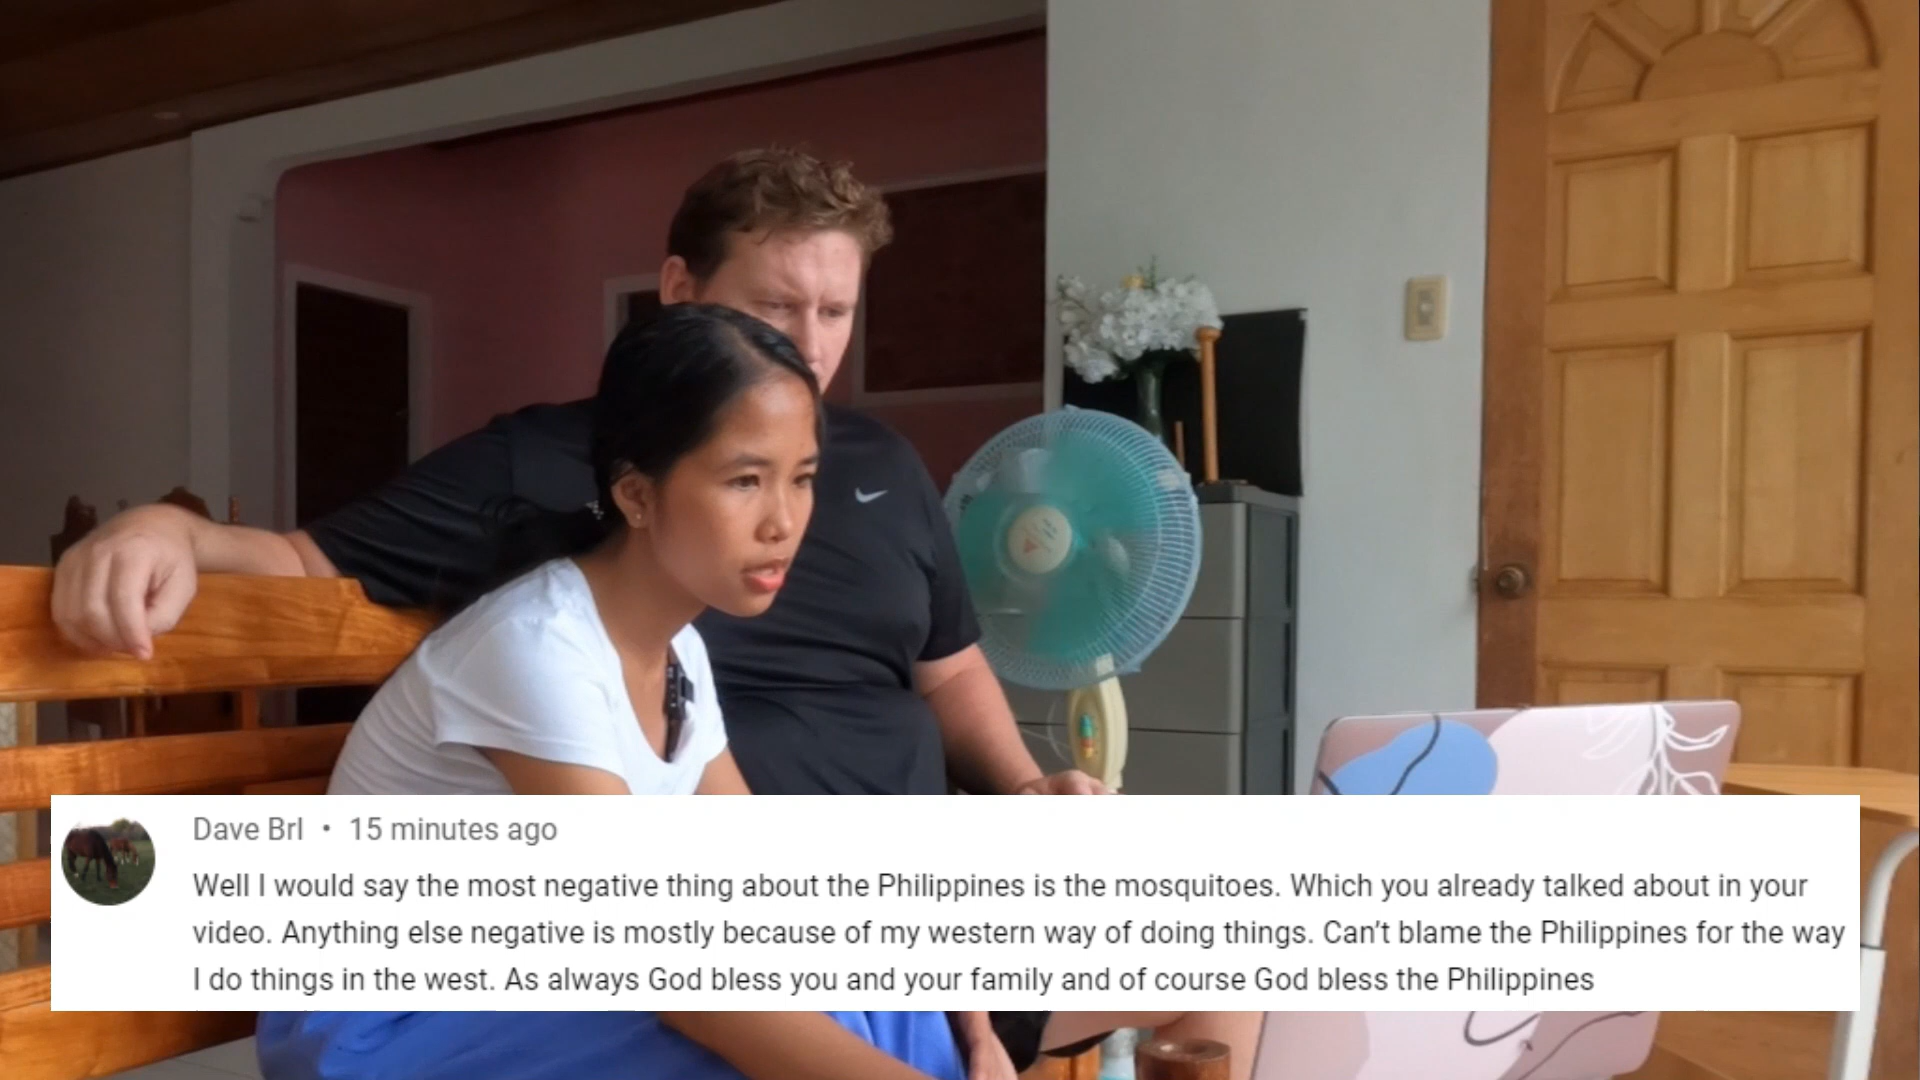 Dave Brl • 15 minutes ago
Well I would say the most negative thing about the Philippines is the mosquitoes. Which you already talked about in your
video. Anything else negative is mostly because of my western way of doing things. Can't blame the Philippines for the way
I do things in the west. As always God bless you and your family and of course God bless the Philippines